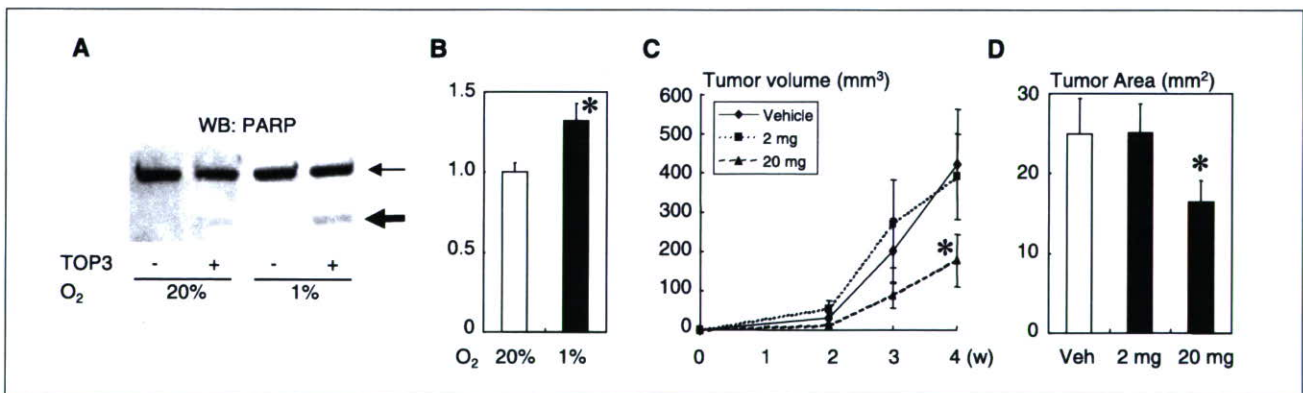 A
WB: PARP
TOP3 - + - +
O2 20% 1%
B
1.5
*
1.0
0.5
0
O2 20% 1%
C
Tumor volume (mm3)
600
500
400
300
200
100
0
Vehicle
2 mg
20 mg
*
0 1 2 3 4 (w)
D
Tumor Area (mm2)
30
20
10
0
*
Veh 2 mg 20 mg